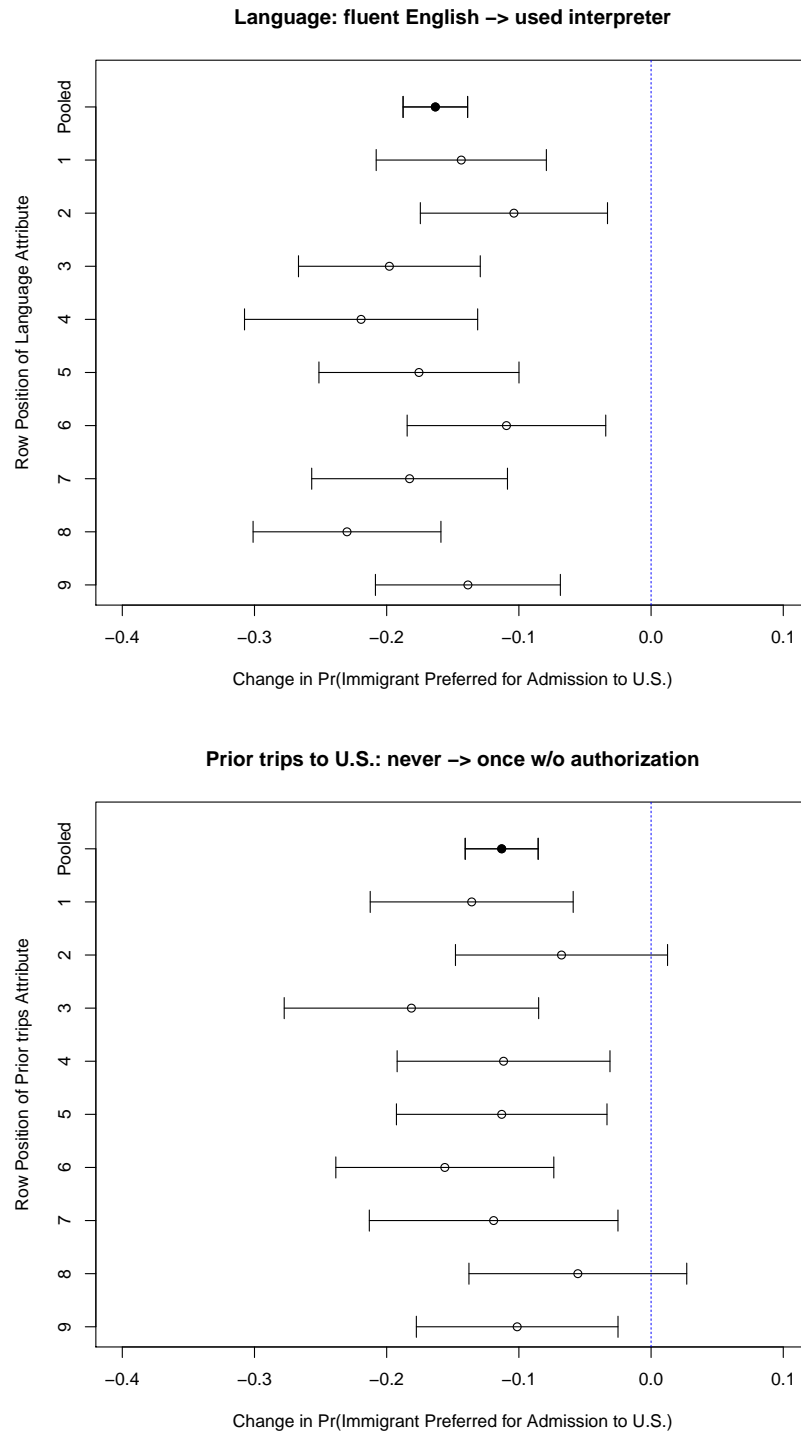 Language: fluent English −> used interpreter
Row Position of Language Attribute
Pooled
1
2
3
4
5
6
7
8
9
−0.4 −0.3 −0.2 −0.1 0.0 0.1
Change in Pr(Immigrant Preferred for Admission to U.S.)
Prior trips to U.S.: never −> once w/o authorization
Row Position of Prior trips Attribute
Pooled
1
2
3
4
5
6
7
8
9
−0.4 −0.3 −0.2 −0.1 0.0 0.1
Change in Pr(Immigrant Preferred for Admission to U.S.)